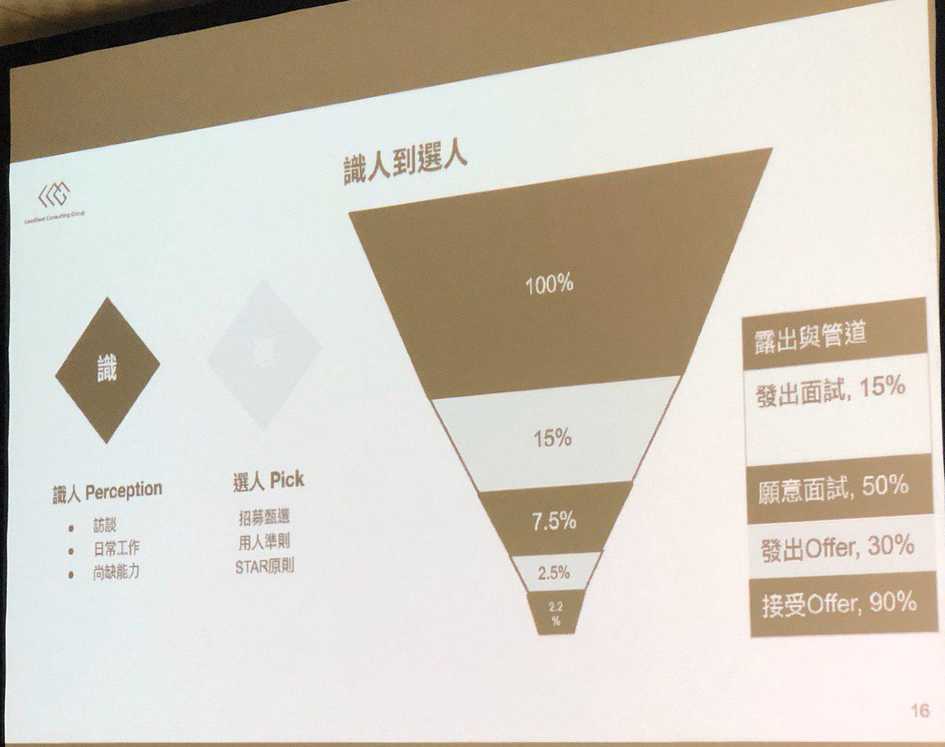 識人到選人
Leadbest Consulting Group
識
識人 Perception
訪談
日常工作
尚缺能力
選人 Pick
招募甄選
用人準則
STAR原則
100%
15%
7.5%
2.5%
2.2
%
露出與管道
發出面試, 15%
願意面試, 50%
發出Offer, 30%
接受Offer, 90%
16